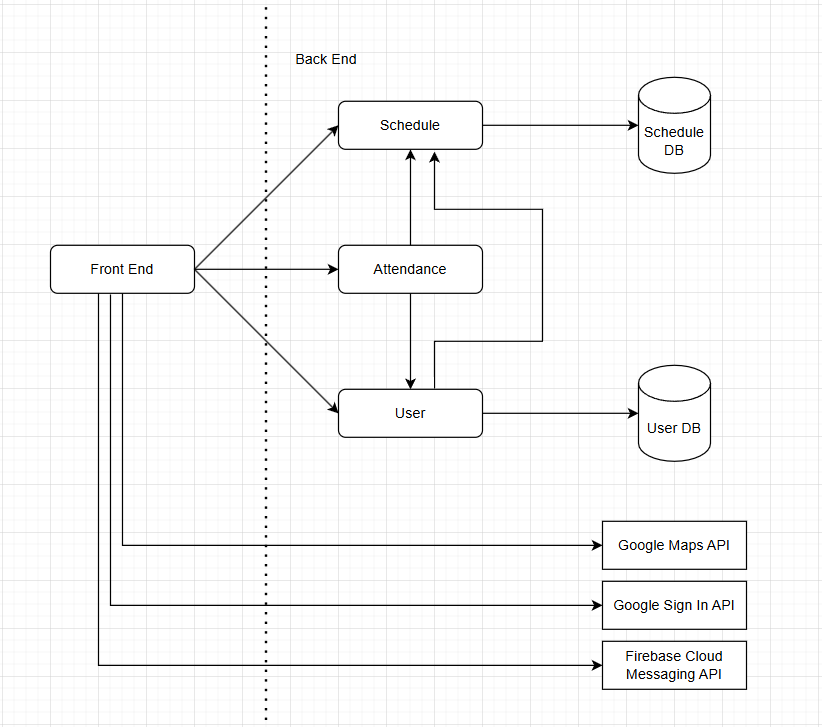 Back End
Schedule
Schedule
DB
Front End
Attendance
User
User DB
Google Maps API
Google Sign In API
Firebase Cloud
Messaging API